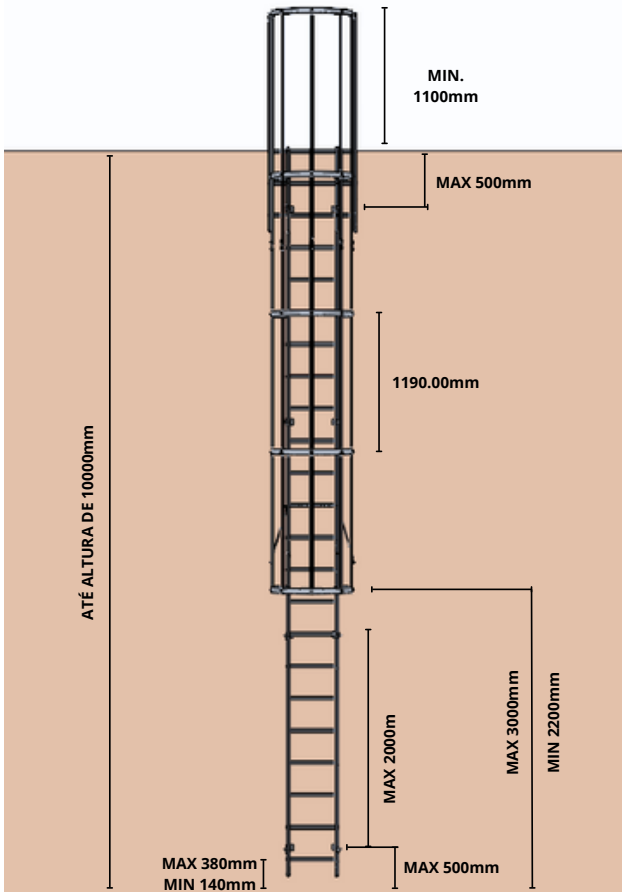 MIN.
1100mm
MAX 500mm
1190.00mm
ATÉ ALTURA DE 10000mm
MAX 2000m
MAX 3000mm
MIN 2200mm
MAX 380mm
MIN 140mm
MAX 500mm